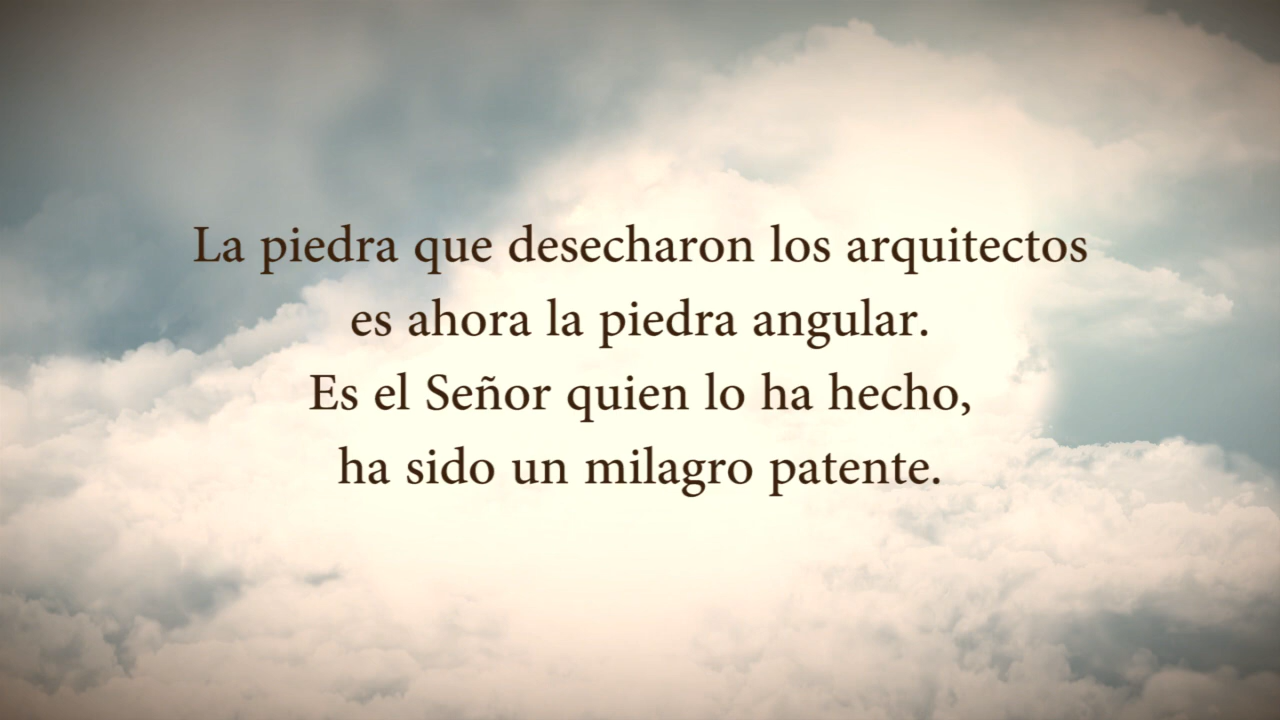 La piedra que desecharon los arquitectos
es ahora la piedra angular.
Es el Señor quien lo ha hecho,
ha sido un milagro patente.